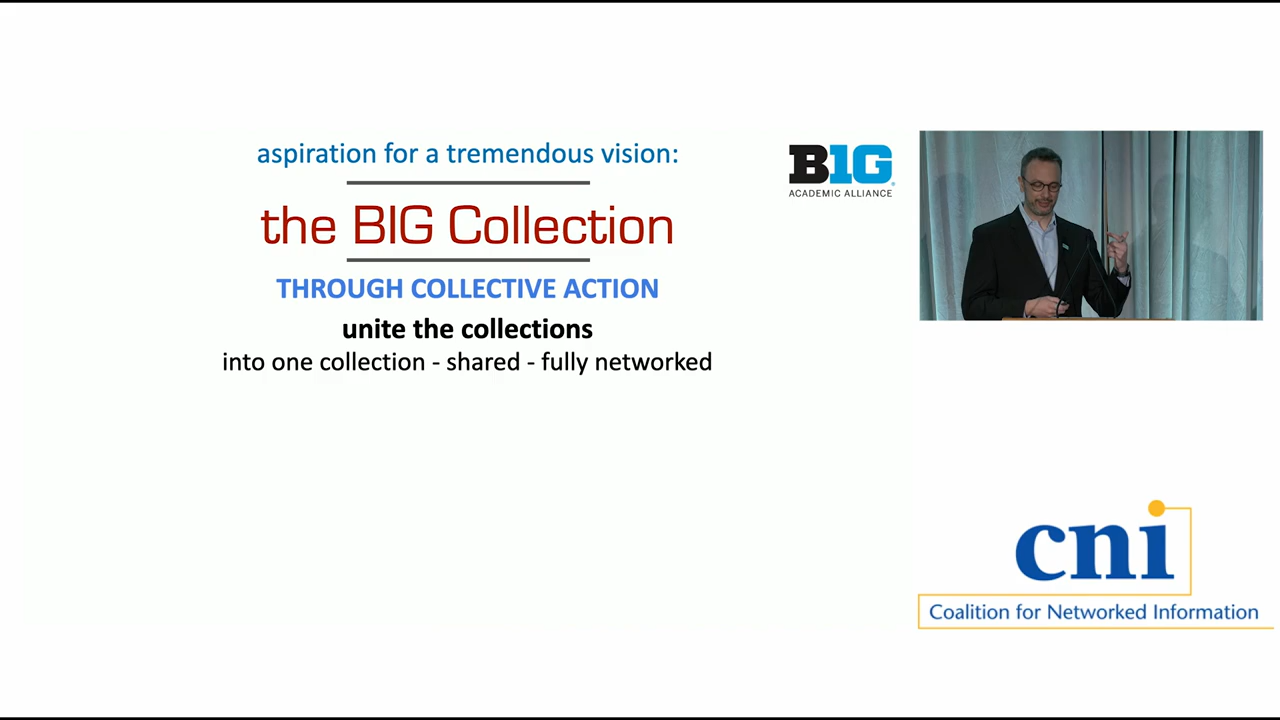 aspiration for a tremendous vision:
the BIG Collection
THROUGH COLLECTIVE ACTION
unite the collections
into one collection - shared - fully networked
B1G
ACADEMIC ALLIANCE
cni
Coalition for Networked Information